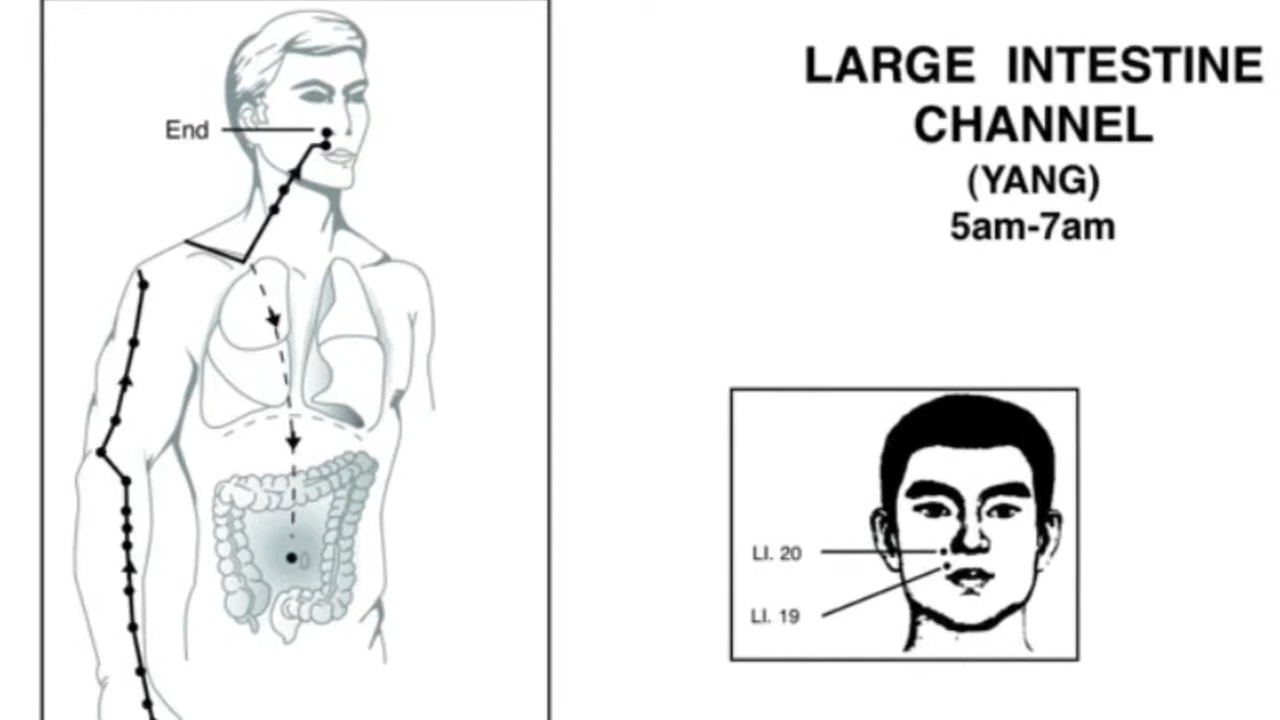 End
LARGE INTESTINE
CHANNEL
(YANG)
5am-7am
LI. 20
LI. 19